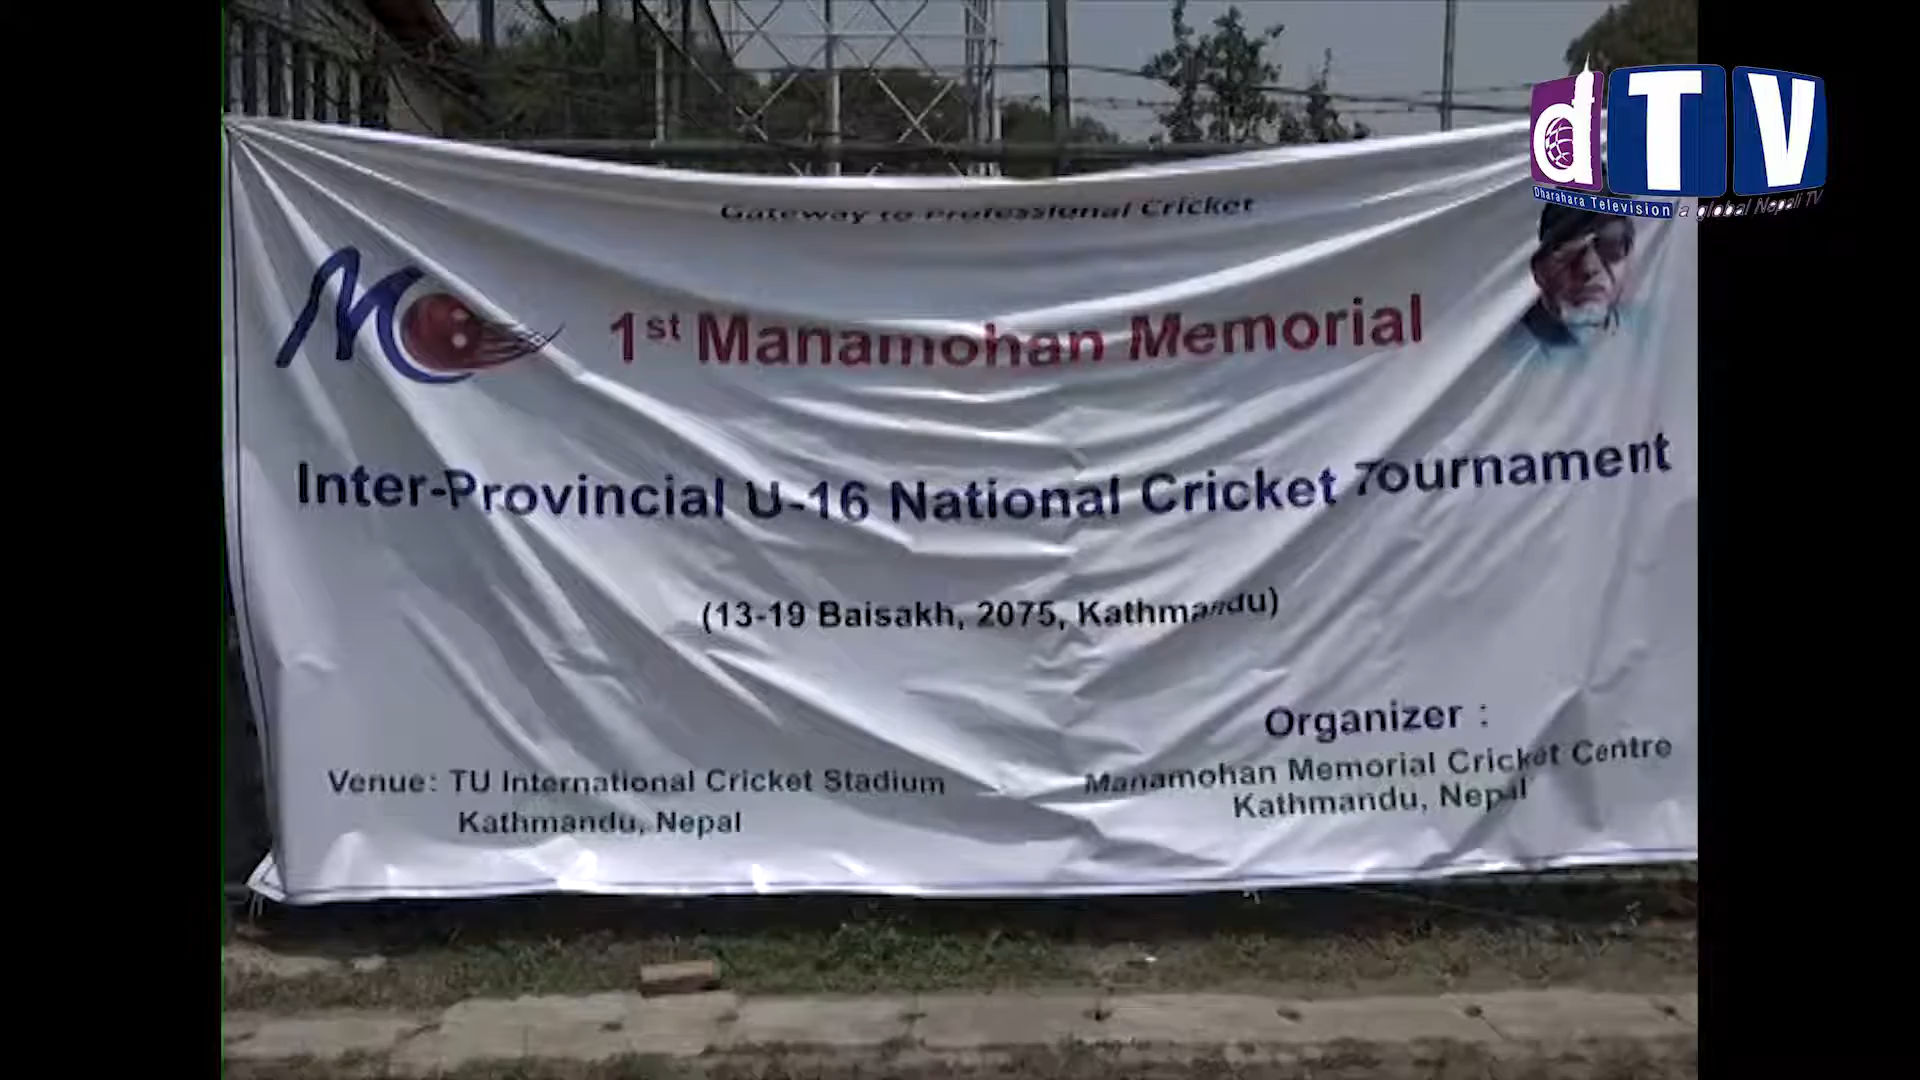 dTV
Dharahara Television a global Nepali TV
Gateway to Professional Cricket
MC
1st Manamohan Memorial
Inter-Provincial U-16 National Cricket Tournament
(13-19 Baisakh, 2075, Kathmandu)
Venue: TU International Cricket Stadium
Kathmandu, Nepal
Organizer :
Manamohan Memorial Cricket Centre
Kathmandu, Nepal